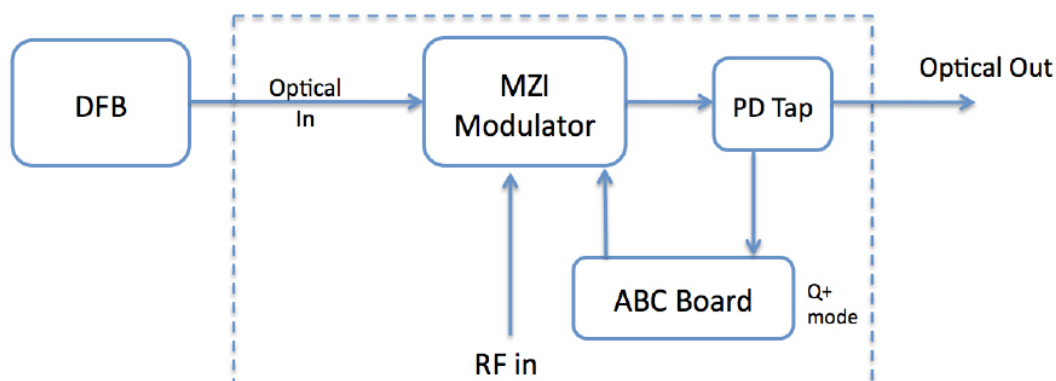 DFB
Optical
In
MZI
Modulator
PD Tap
Optical Out
ABC Board
Q+
mode
RF in